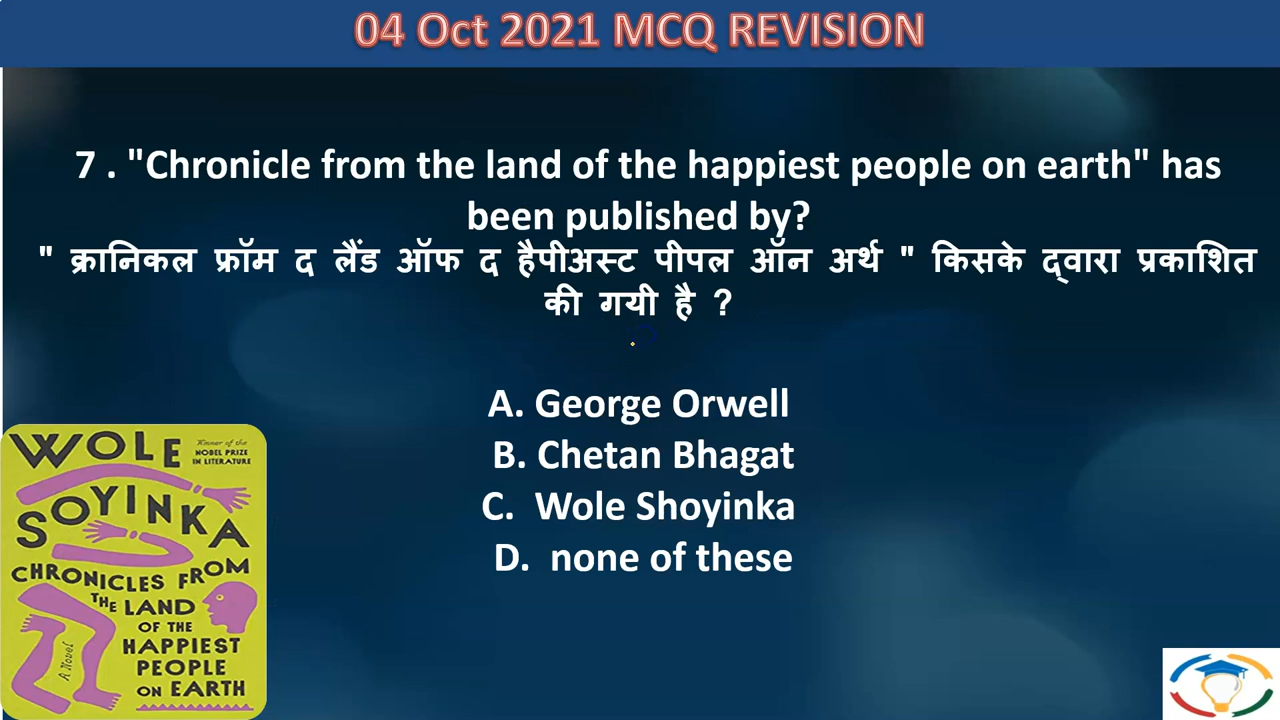 04 Oct 2021 MCQ REVISION
7 . "Chronicle from the land of the happiest people on earth" has
been published by?
" क्रानिकल फ्रॉम द लैंड ऑफ द हैपीअस्ट पीपल ऑन अर्थ " किसके द्वारा प्रकाशित
की गयी है ?
A. George Orwell
B. Chetan Bhagat
C. Wole Shoyinka
D. none of these
WOLE
Winner of the
NOBEL PRIZE
IN LITERATURE
SOYINKA
CHRONICLES FROM
THE LAND
OF THE
HAPPIEST
A Novel
PEOPLE
ON EARTH